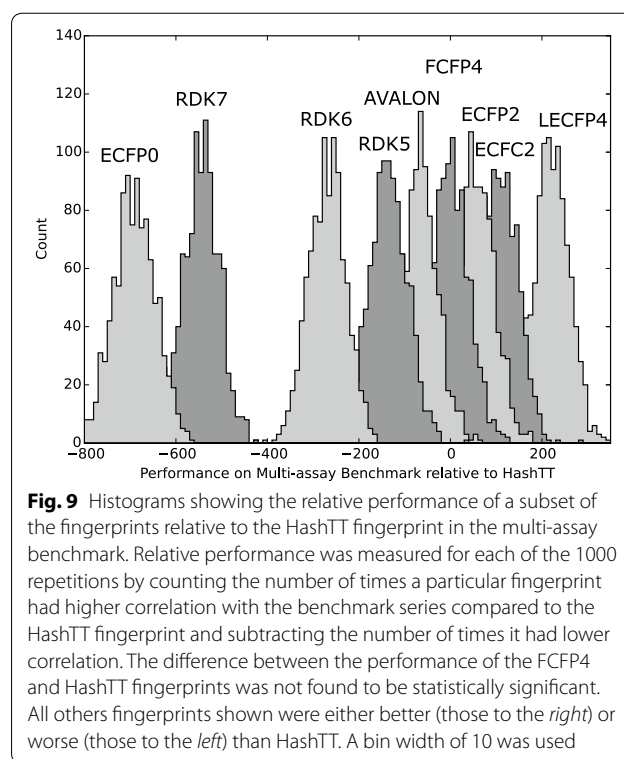 140
120
100
80
60
40
20
0
Count
ECFP0
RDK7
RDK6
RDK5
AVALON
FCFP4
ECFP2
ECFC2
LECFP4
−800
−600
−400
−200
0
200
Performance on Multi-assay Benchmark relative to HashTT
Fig. 9 Histograms showing the relative performance of a subset of
the fingerprints relative to the HashTT fingerprint in the multi-assay
benchmark. Relative performance was measured for each of the 1000
repetitions by counting the number of times a particular fingerprint
had higher correlation with the benchmark series compared to the
HashTT fingerprint and subtracting the number of times it had lower
correlation. The difference between the performance of the FCFP4
and HashTT fingerprints was not found to be statistically significant.
All others fingerprints shown were either better (those to the right) or
worse (those to the left) than HashTT. A bin width of 10 was used